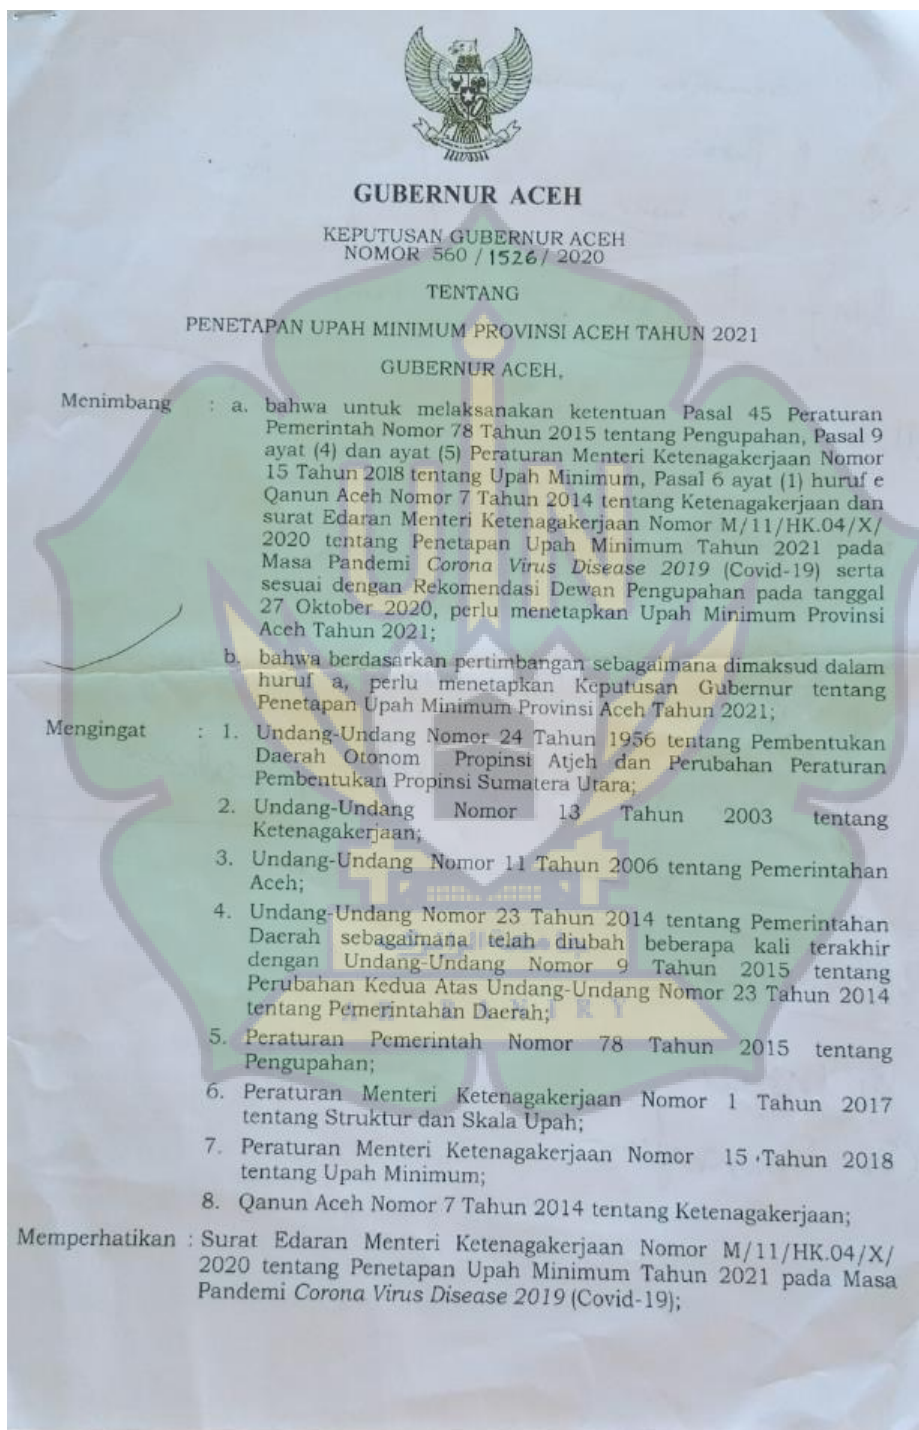 GUBERNUR ACEH
KEPUTUSAN GUBERNUR ACEH
NOMOR 560 / 1526 / 2020
TENTANG
PENETAPAN UPAH MINIMUM PROVINSI ACEH TAHUN 2021
GUBERNUR ACEH,
Menimbang : a. bahwa untuk melaksanakan ketentuan Pasal 45 Peraturan
Pemerintah Nomor 78 Tahun 2015 tentang Pengupahan, Pasal 9
ayat (4) dan ayat (5) Peraturan Menteri Ketenagakerjaan Nomor
15 Tahun 2018 tentang Upah Minimum, Pasal 6 ayat (1) huruf e
Qanun Aceh Nomor 7 Tahun 2014 tentang Ketenagakerjaan dan
surat Edaran Menteri Ketenagakerjaan Nomor M/11/HK.04/X/
2020 tentang Penetapan Upah Minimum Tahun 2021 pada
Masa Pandemi Corona Virus Disease 2019 (Covid-19) serta
sesuai dengan Rekomendasi Dewan Pengupahan pada tanggal
27 Oktober 2020, perlu menetapkan Upah Minimum Provinsi
Aceh Tahun 2021;
b. bahwa berdasarkan pertimbangan sebagaimana dimaksud dalam
huruf a, perlu menetapkan Keputusan Gubernur tentang
Penetapan Upah Minimum Provinsi Aceh Tahun 2021;
Mengingat : 1. Undang-Undang Nomor 24 Tahun 1956 tentang Pembentukan
Daerah Otonom Propinsi Atjeh dan Perubahan Peraturan
Pembentukan Propinsi Sumatera Utara;
2. Undang-Undang Nomor 13 Tahun 2003 tentang
Ketenagakerjaan;
3. Undang-Undang Nomor 11 Tahun 2006 tentang Pemerintahan
Aceh;
4. Undang-Undang Nomor 23 Tahun 2014 tentang Pemerintahan
Daerah sebagaimana telah diubah beberapa kali terakhir
dengan Undang-Undang Nomor 9 Tahun 2015 tentang
Perubahan Kedua Atas Undang-Undang Nomor 23 Tahun 2014
tentang Pemerintahan Daerah;
5. Peraturan Pemerintah Nomor 78 Tahun 2015 tentang
Pengupahan;
6. Peraturan Menteri Ketenagakerjaan Nomor 1 Tahun 2017
tentang Struktur dan Skala Upah;
7. Peraturan Menteri Ketenagakerjaan Nomor 15 Tahun 2018
tentang Upah Minimum;
8. Qanun Aceh Nomor 7 Tahun 2014 tentang Ketenagakerjaan;
Memperhatikan : Surat Edaran Menteri Ketenagakerjaan Nomor M/11/HK.04/X/
2020 tentang Penetapan Upah Minimum Tahun 2021 pada Masa
Pandemi Corona Virus Disease 2019 (Covid-19);
UIN